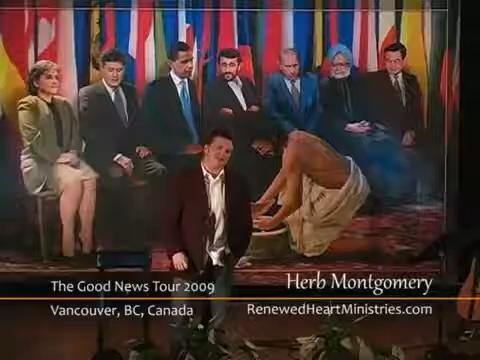 The Good News Tour 2009
Herb Montgomery
Vancouver, BC, Canada
RenewedHeartMinistries.com